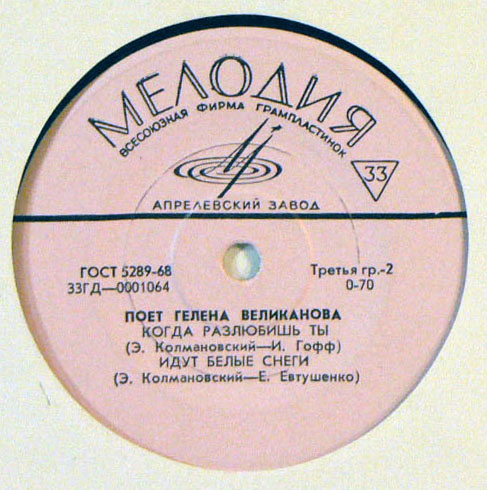 МЕЛОДИЯ
ВСЕСОЮЗНАЯ ФИРМА ГРАМПЛАСТИНОК
33
АПРЕЛЕВСКИЙ ЗАВОД
ГОСТ 5289-68
Третья гр.-2
33ГД—0001064
0-70
ПОЕТ ГЕЛЕНА ВЕЛИКАНОВА
КОГДА РАЗЛЮБИШЬ ТЫ
(Э. Колмановский—И. Гофф)
ИДУТ БЕЛЫЕ СНЕГИ
(Э. Колмановский—Е. Евтушенко)